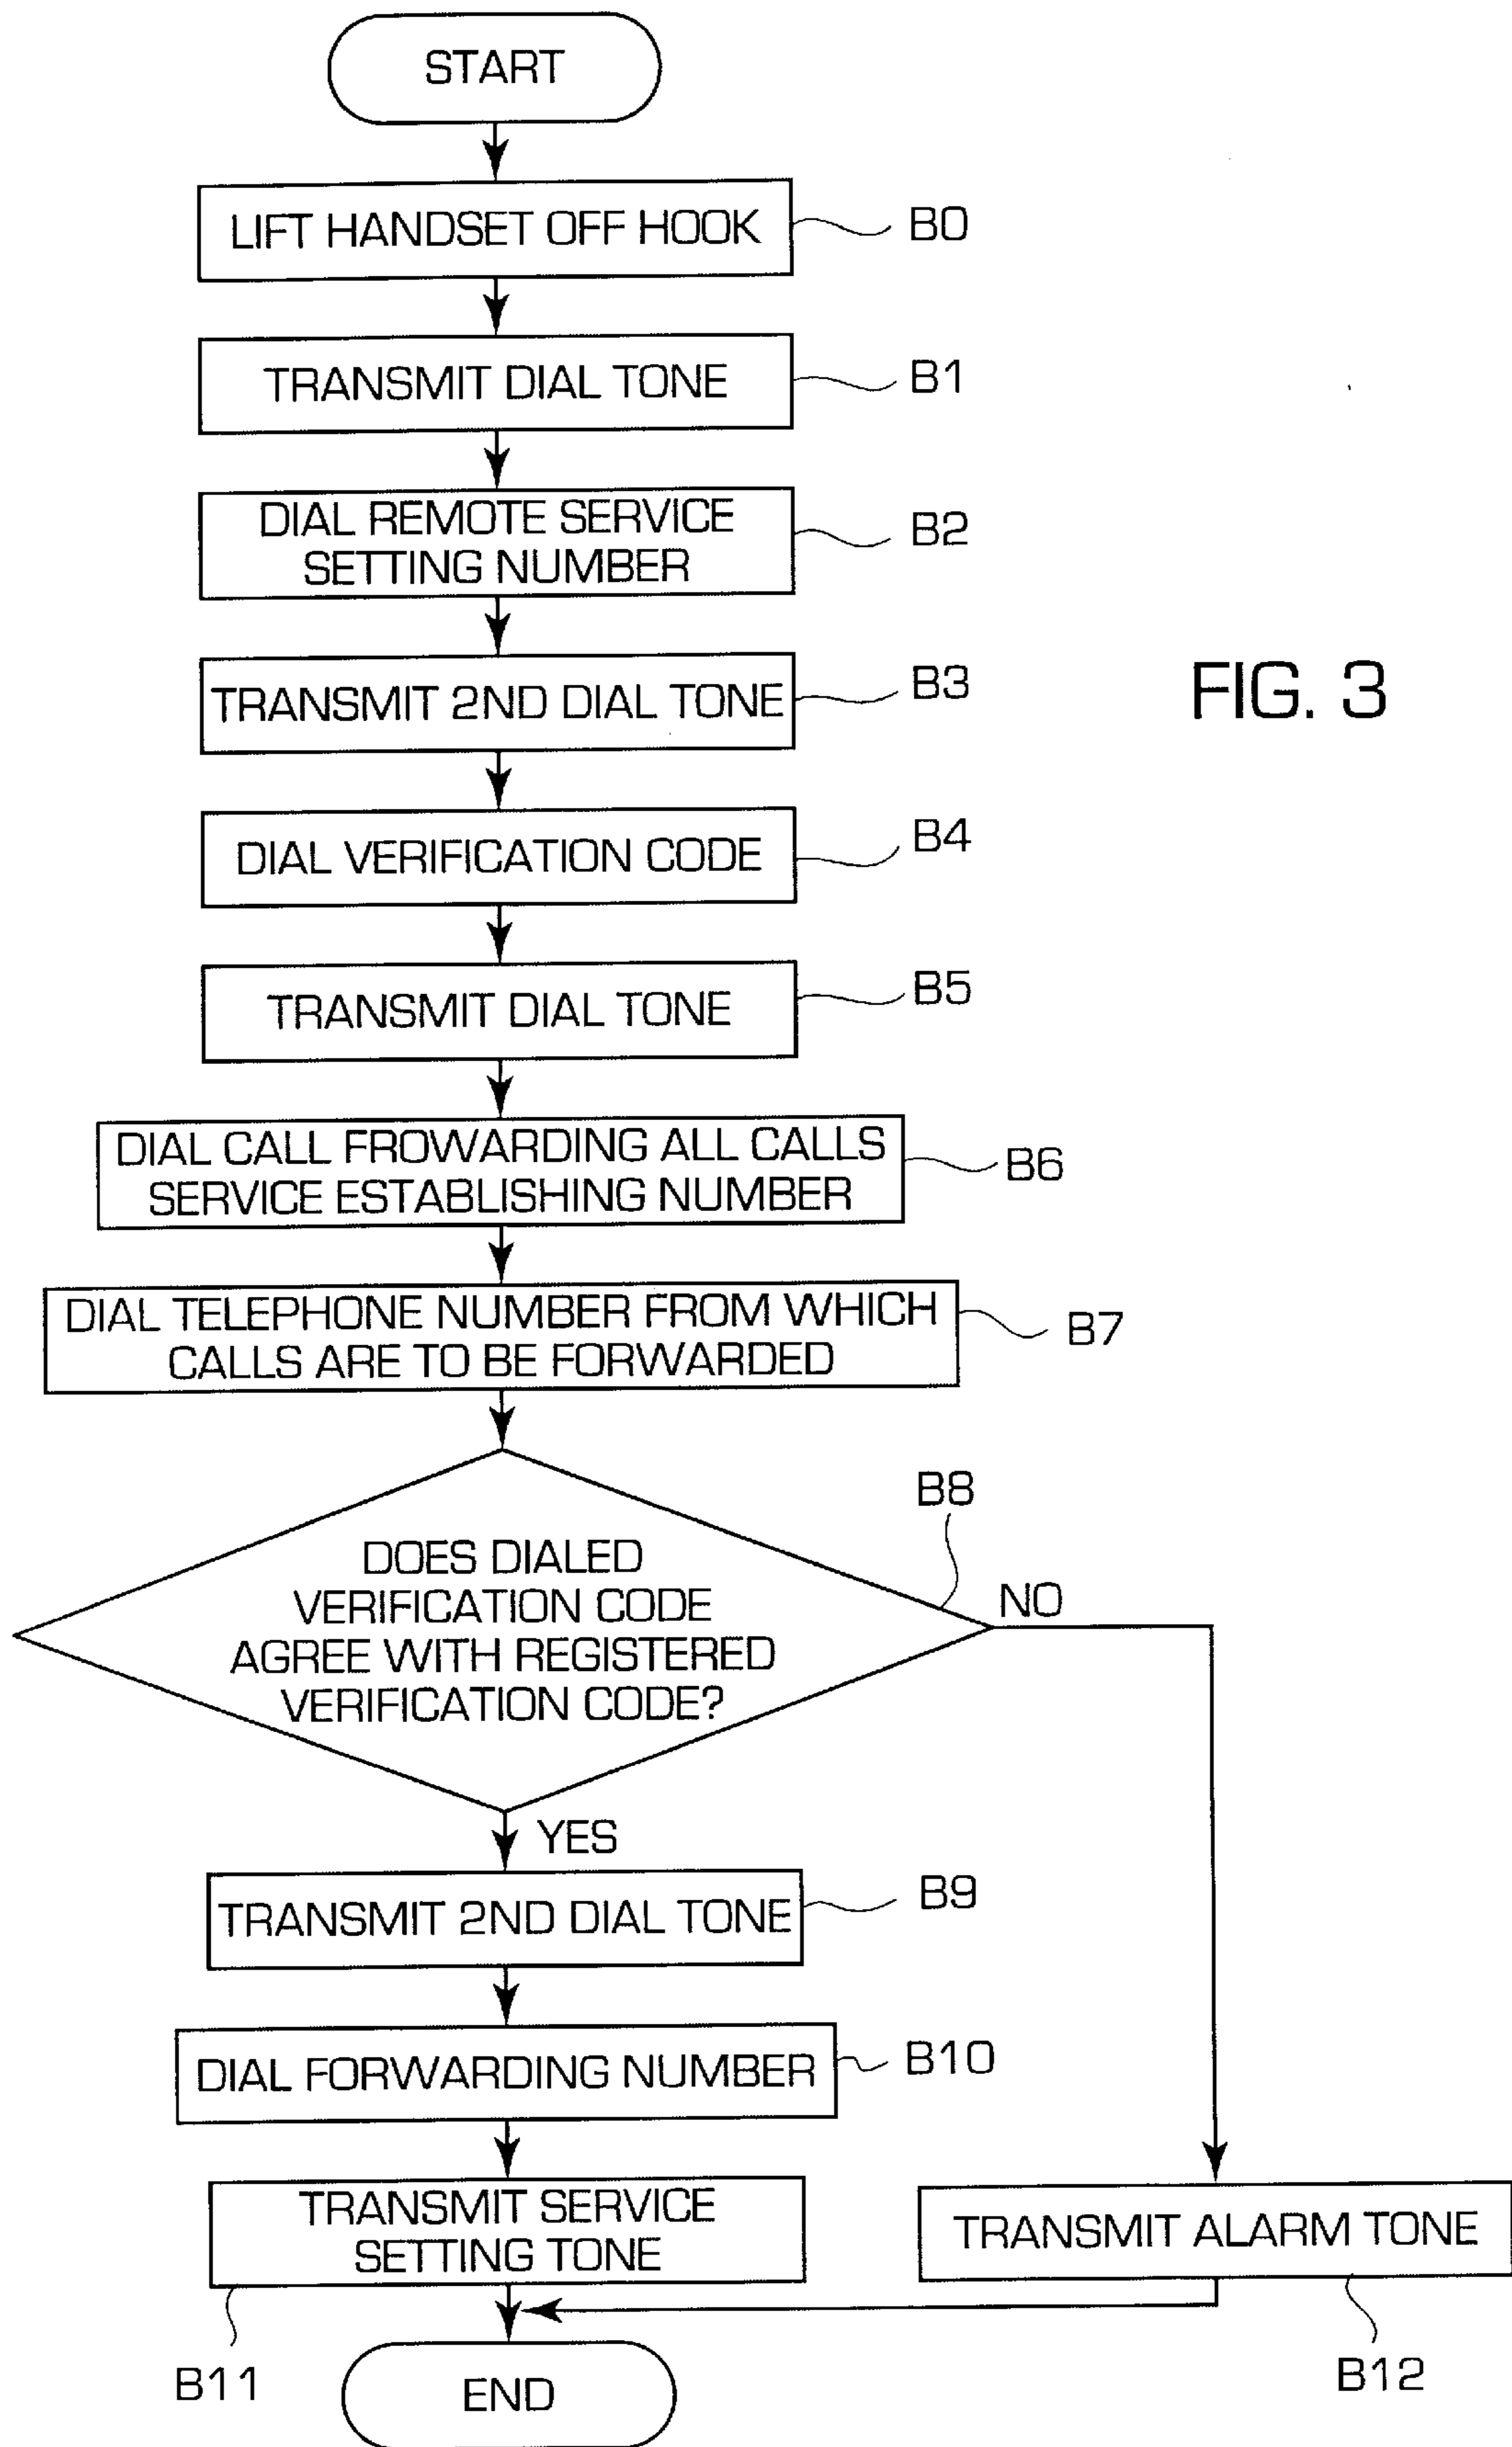 START
LIFT HANDSET OFF HOOK
B0
TRANSMIT DIAL TONE
B1
DIAL REMOTE SERVICE
SETTING NUMBER
B2
TRANSMIT 2ND DIAL TONE
B3
FIG. 3
DIAL VERIFICATION CODE
B4
TRANSMIT DIAL TONE
B5
DIAL CALL FROWARDING ALL CALLS
SERVICE ESTABLISHING NUMBER
B6
DIAL TELEPHONE NUMBER FROM WHICH
CALLS ARE TO BE FORWARDED
B7
B8
DOES DIALED
VERIFICATION CODE
AGREE WITH REGISTERED
VERIFICATION CODE?
NO
YES
TRANSMIT 2ND DIAL TONE
B9
DIAL FORWARDING NUMBER
B10
TRANSMIT SERVICE
SETTING TONE
B11
TRANSMIT ALARM TONE
B12
END